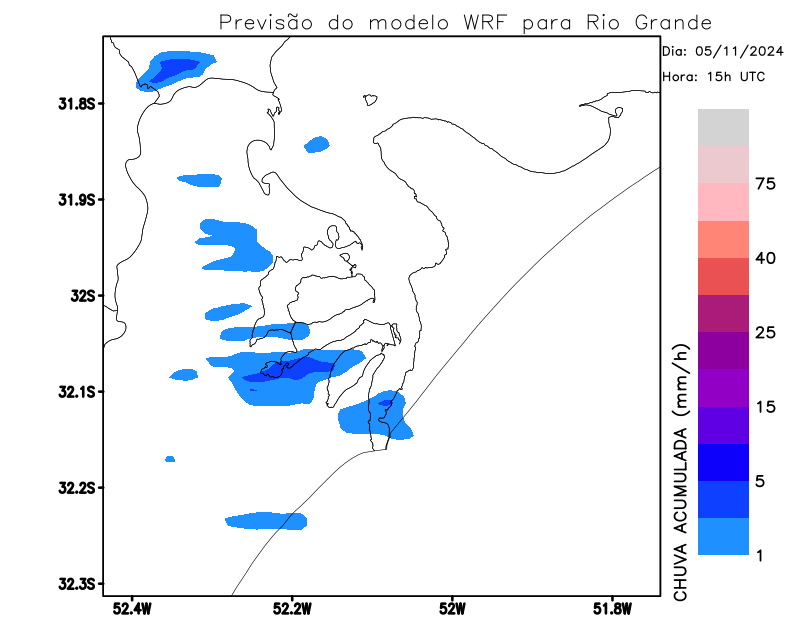 Previsão do modelo WRF para Rio Grande
Dia: 05/11/2024
Hora: 15h UTC
31.8S
31.9S
32S
32.1S
32.2S
32.3S
52.4W
52.2W
52W
51.8W
75
40
25
15
5
1
CHUVA ACUMULADA (mm/h)